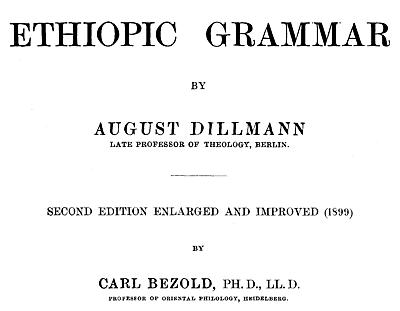 ETHIOPIC GRAMMAR
BY
AUGUST DILLMANN
LATE PROFESSOR OF THEOLOGY, BERLIN.
SECOND EDITION ENLARGED AND IMPROVED (1899)
BY
CARL BEZOLD, PH. D., LL. D.
PROFESSOR OF ORIENTAL PHILOLOGY, HEIDELBERG.